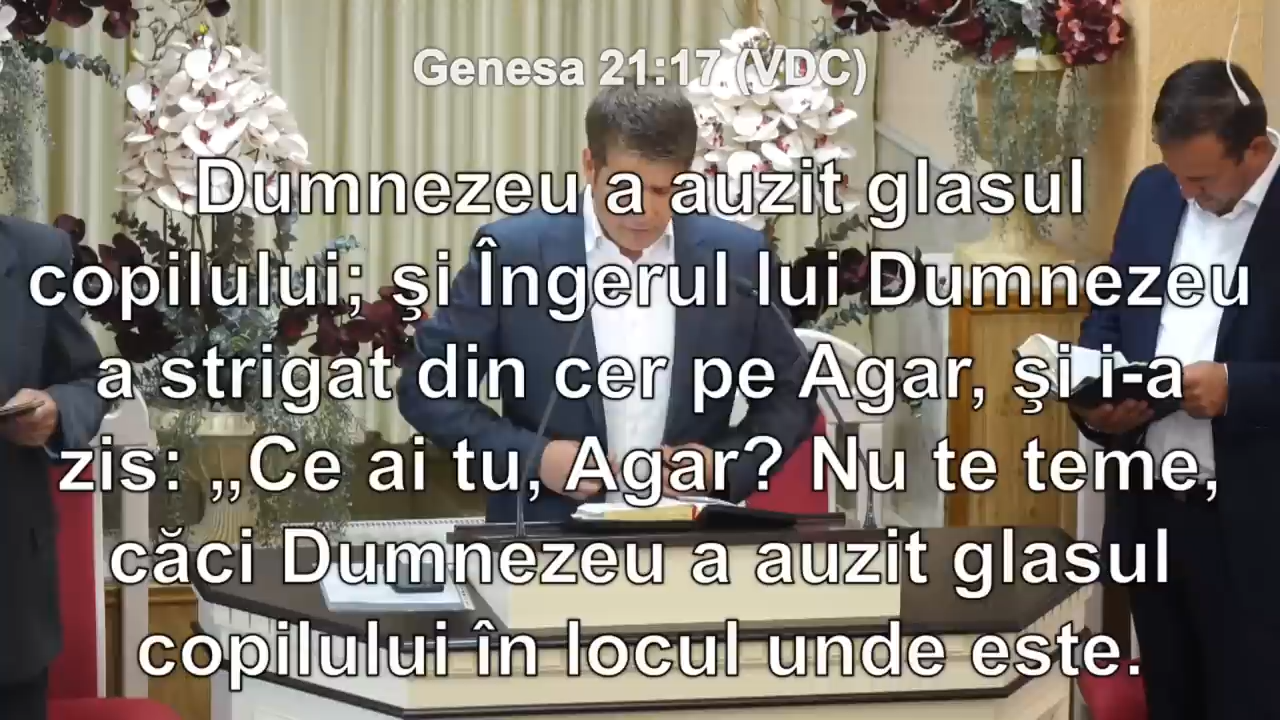 Genesa 21:17 (VDC)
Dumnezeu a auzit glasul
copilului; şi Îngerul lui Dumnezeu
a strigat din cer pe Agar, şi i-a
zis: „Ce ai tu, Agar? Nu te teme,
căci Dumnezeu a auzit glasul
copilului în locul unde este.